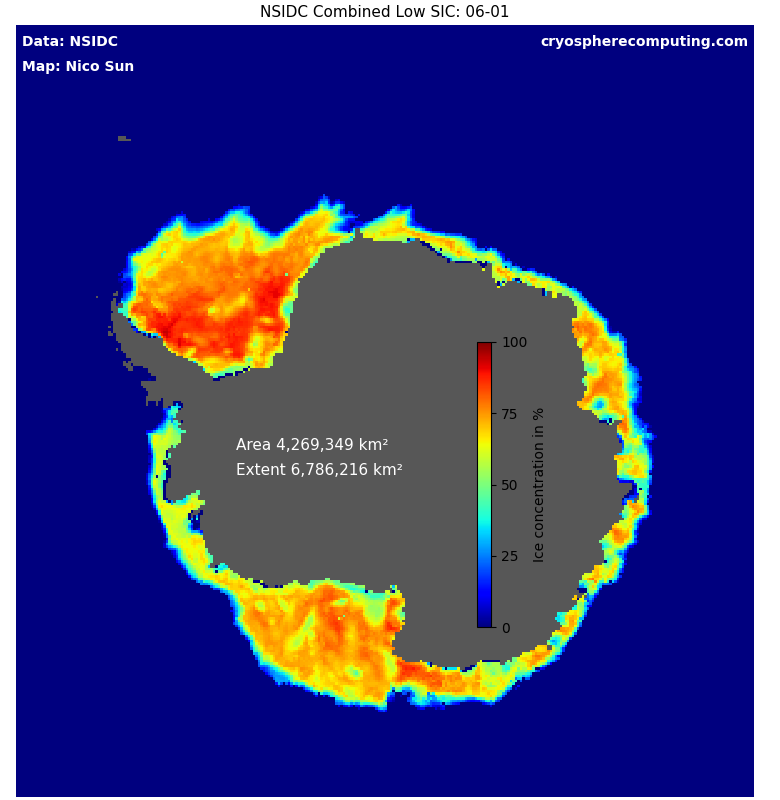 NSIDC Combined Low SIC: 06-01
Data: NSIDC
cryospherecomputing.com
Map: Nico Sun
100
75
50
25
0
Ice concentration in %
Area 4,269,349 km²
Extent 6,786,216 km²